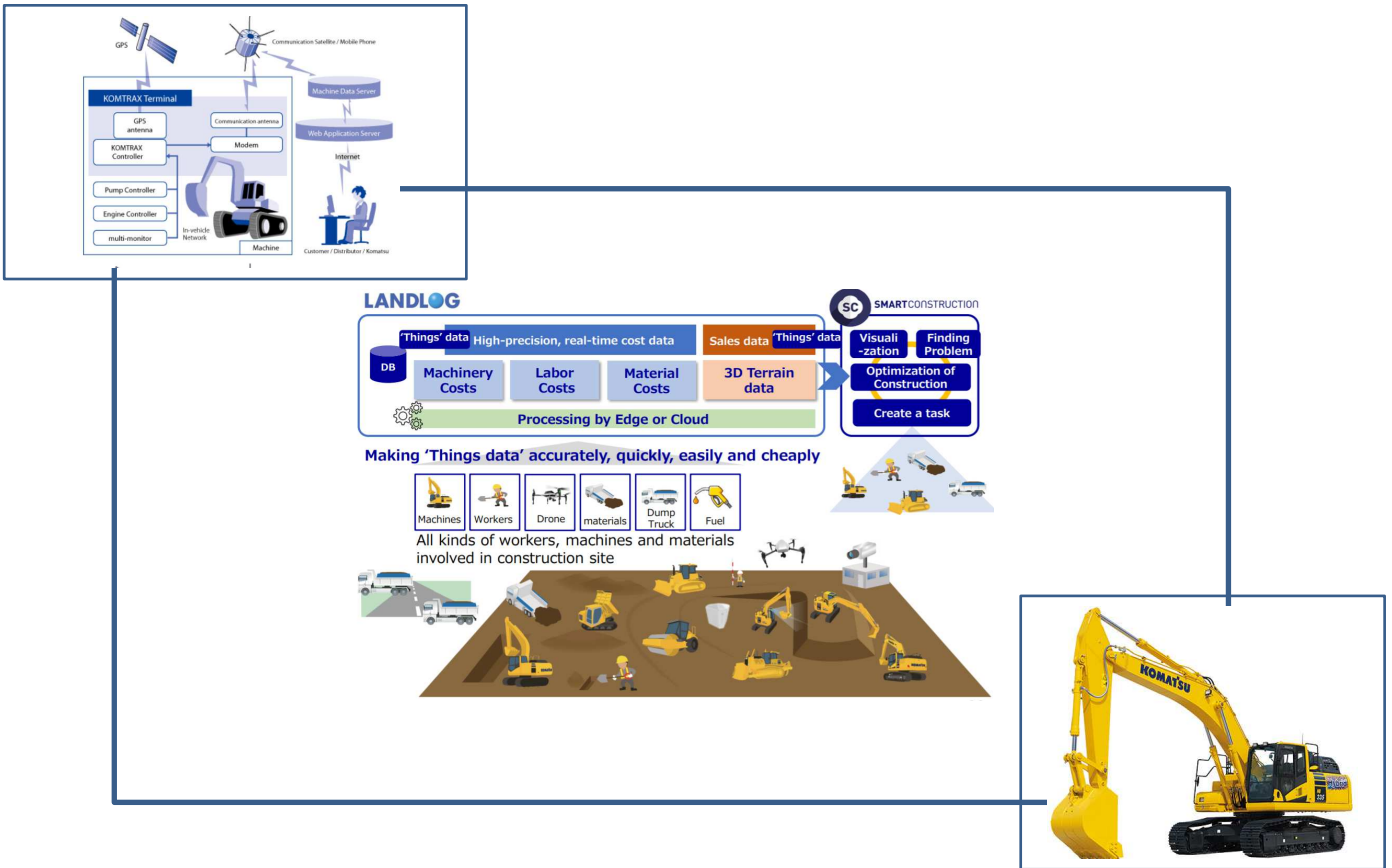 GPS
Communication Satellite / Mobile Phone
KOMTRAX Terminal
GPS
antenna
Communication antenna
KOMTRAX
Controller
Modem
Pump Controller
Engine Controller
multi-monitor
In-vehicle
Network
Machine
Machine Data Server
Web Application Server
Internet
Customer / Distributor / Komatsu
LANDLOG
SC SMARTCONSTRUCTION
'Things' data
High-precision, real-time cost data
Sales data
'Things' data
DB
Machinery
Costs
Labor
Costs
Material
Costs
3D Terrain
data
Processing by Edge or Cloud
Visuali
-zation
Finding
Problem
Optimization of
Construction
Create a task
Making 'Things data' accurately, quickly, easily and cheaply
Machines
Workers
Drone
materials
Dump
Truck
Fuel
All kinds of workers, machines and materials
involved in construction site
KOMATSU